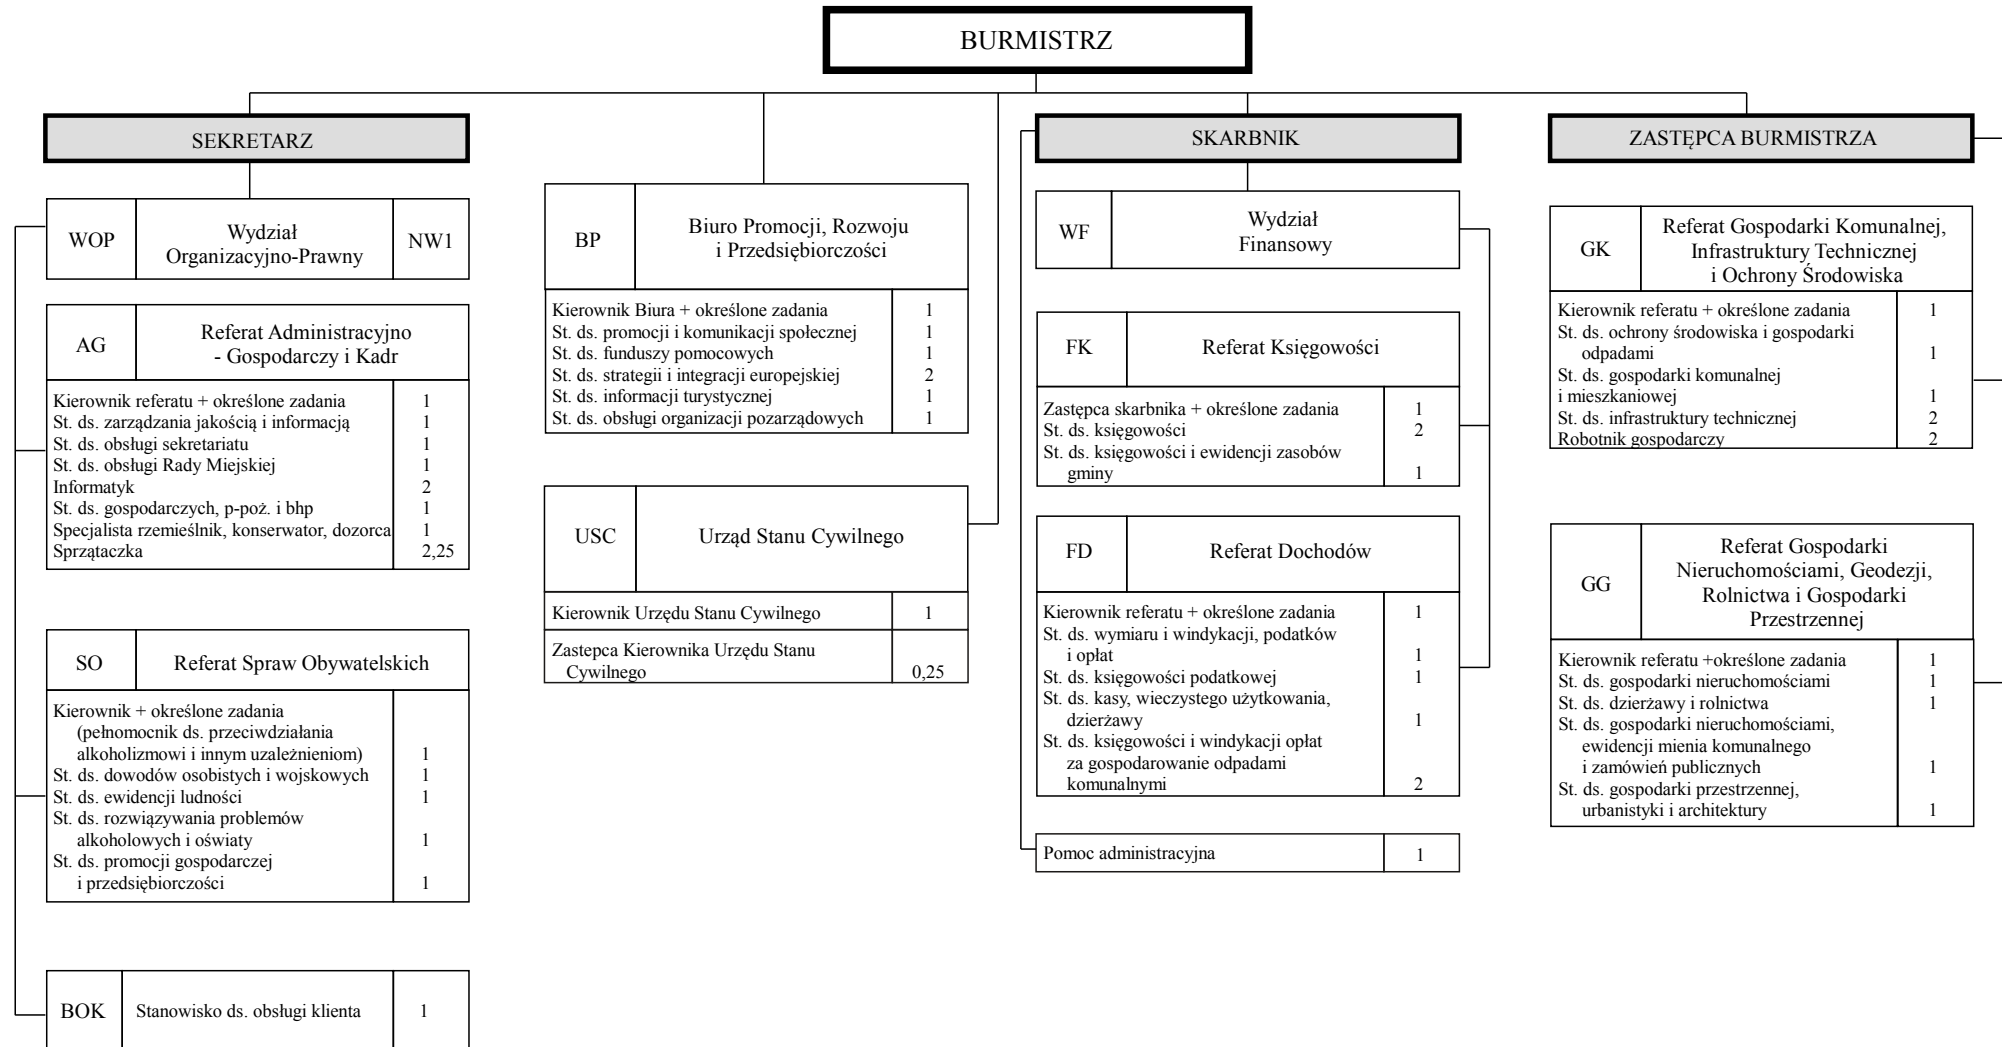 BURMISTRZ
SEKRETARZ
WOP
Wydział
Organizacyjno-Prawny
NW1
AG
Referat Administracyjno
- Gospodarczy i Kadr
Kierownik referatu + określone zadania 1
St. ds. zarządzania jakością i informacją 1
St. ds. obsługi sekretariatu 1
St. ds. obsługi Rady Miejskiej 1
Informatyk 2
St. ds. gospodarczych, p-poż. i bhp 1
Specjalista rzemieślnik, konserwator, dozorca 1
Sprzątaczka 2,25
SO
Referat Spraw Obywatelskich
Kierownik + określone zadania
(pełnomocnik ds. przeciwdziałania
alkoholizmowi i innym uzależnieniom) 1
St. ds. dowodów osobistych i wojskowych 1
St. ds. ewidencji ludności 1
St. ds. rozwiązywania problemów
alkoholowych i oświaty 1
St. ds. promocji gospodarczej
i przedsiębiorczości 1
BOK
Stanowisko ds. obsługi klienta 1
BP
Biuro Promocji, Rozwoju
i Przedsiębiorczości
Kierownik Biura + określone zadania 1
St. ds. promocji i komunikacji społecznej 1
St. ds. funduszy pomocowych 1
St. ds. strategii i integracji europejskiej 2
St. ds. informacji turystycznej 1
St. ds. obsługi organizacji pozarządowych 1
USC
Urząd Stanu Cywilnego
Kierownik Urzędu Stanu Cywilnego 1
Zastepca Kierownika Urzędu Stanu
Cywilnego 0,25
SKARBNIK
WF
Wydział
Finansowy
FK
Referat Księgowości
Zastępca skarbnika + określone zadania 1
St. ds. księgowości 2
St. ds. księgowości i ewidencji zasobów
gminy 1
FD
Referat Dochodów
Kierownik referatu + określone zadania 1
St. ds. wymiaru i windykacji, podatków
i opłat 1
St. ds. księgowości podatkowej 1
St. ds. kasy, wieczystego użytkowania,
dzierżawy 1
St. ds. księgowości i windykacji opłat
za gospodarowanie odpadami
komunalnymi 2
Pomoc administracyjna 1
ZASTĘPCA BURMISTRZA
GK
Referat Gospodarki Komunalnej,
Infrastruktury Technicznej
i Ochrony Środowiska
Kierownik referatu + określone zadania 1
St. ds. ochrony środowiska i gospodarki
odpadami 1
St. ds. gospodarki komunalnej
i mieszkaniowej 1
St. ds. infrastruktury technicznej 2
Robotnik gospodarczy 2
GG
Referat Gospodarki
Nieruchomościami, Geodezji,
Rolnictwa i Gospodarki
Przestrzennej
Kierownik referatu +określone zadania 1
St. ds. gospodarki nieruchomościami 1
St. ds. dzierżawy i rolnictwa 1
St. ds. gospodarki nieruchomościami,
ewidencji mienia komunalnego
i zamówień publicznych 1
St. ds. gospodarki przestrzennej,
urbanistyki i architektury 1